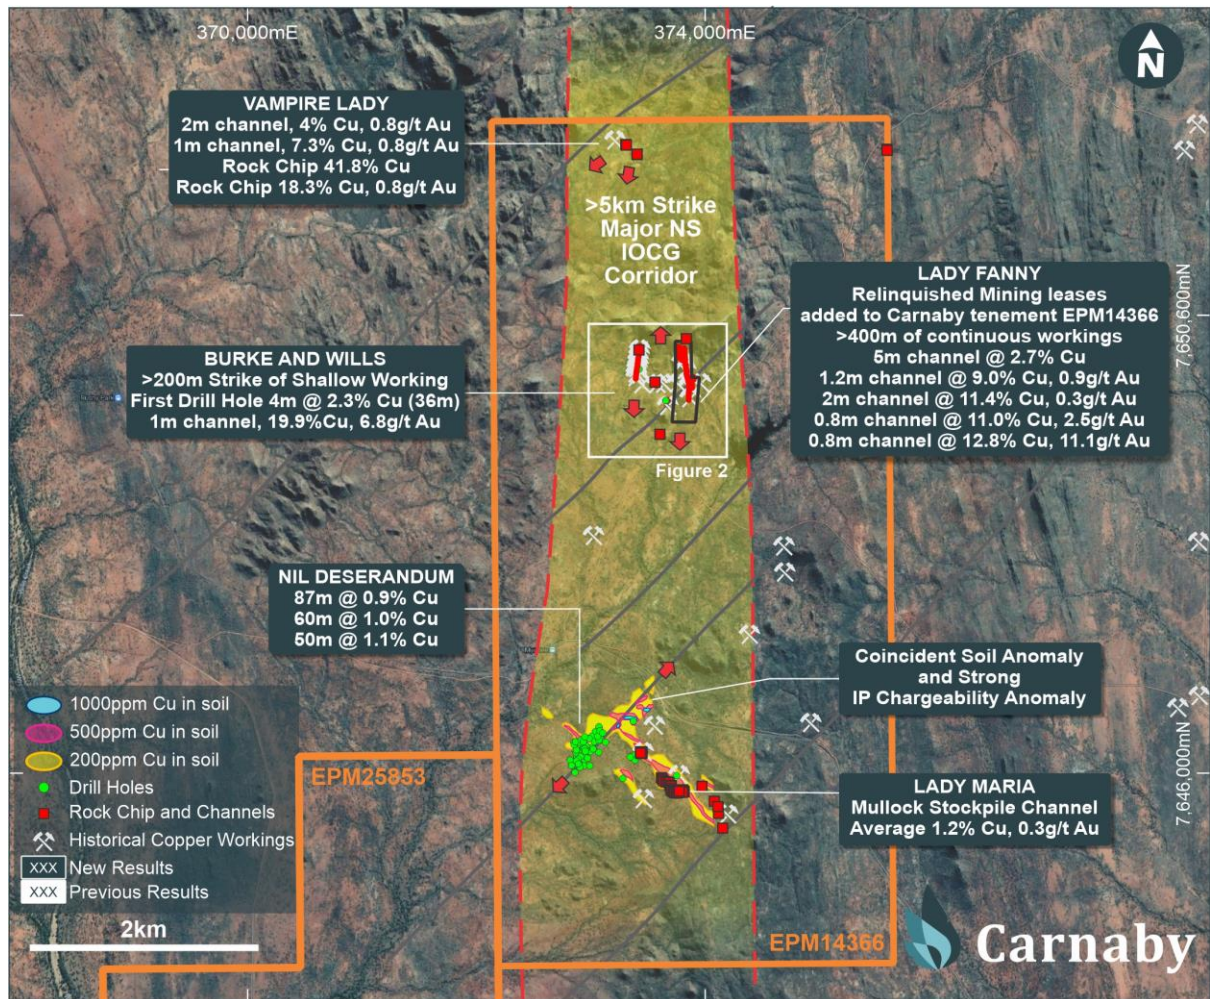 370,000mE
374,000mE
N
VAMPIRE LADY
2m channel, 4% Cu, 0.8g/t Au
1m channel, 7.3% Cu, 0.8g/t Au
Rock Chip 41.8% Cu
Rock Chip 18.3% Cu, 0.8g/t Au
>5km Strike
Major NS
IOCG
Corridor
LADY FANNY
Relinquished Mining leases
added to Carnaby tenement EPM14366
>400m of continuous workings
5m channel @ 2.7% Cu
1.2m channel @ 9.0% Cu, 0.9g/t Au
2m channel @ 11.4% Cu, 0.3g/t Au
0.8m channel @ 11.0% Cu, 2.5g/t Au
0.8m channel @ 12.8% Cu, 11.1g/t Au
7,650,600mN
BURKE AND WILLS
>200m Strike of Shallow Working
First Drill Hole 4m @ 2.3% Cu (36m)
1m channel, 19.9%Cu, 6.8g/t Au
Figure 2
NIL DESERANDUM
87m @ 0.9% Cu
60m @ 1.0% Cu
50m @ 1.1% Cu
Coincident Soil Anomaly
and Strong
IP Chargeability Anomaly
7,646,000mN
LADY MARIA
Mullock Stockpile Channel
Average 1.2% Cu, 0.3g/t Au
1000ppm Cu in soil
500ppm Cu in soil
200ppm Cu in soil
Drill Holes
Rock Chip and Channels
Historical Copper Workings
XXX New Results
XXX Previous Results
2km
EPM25853
EPM14366
Carnaby